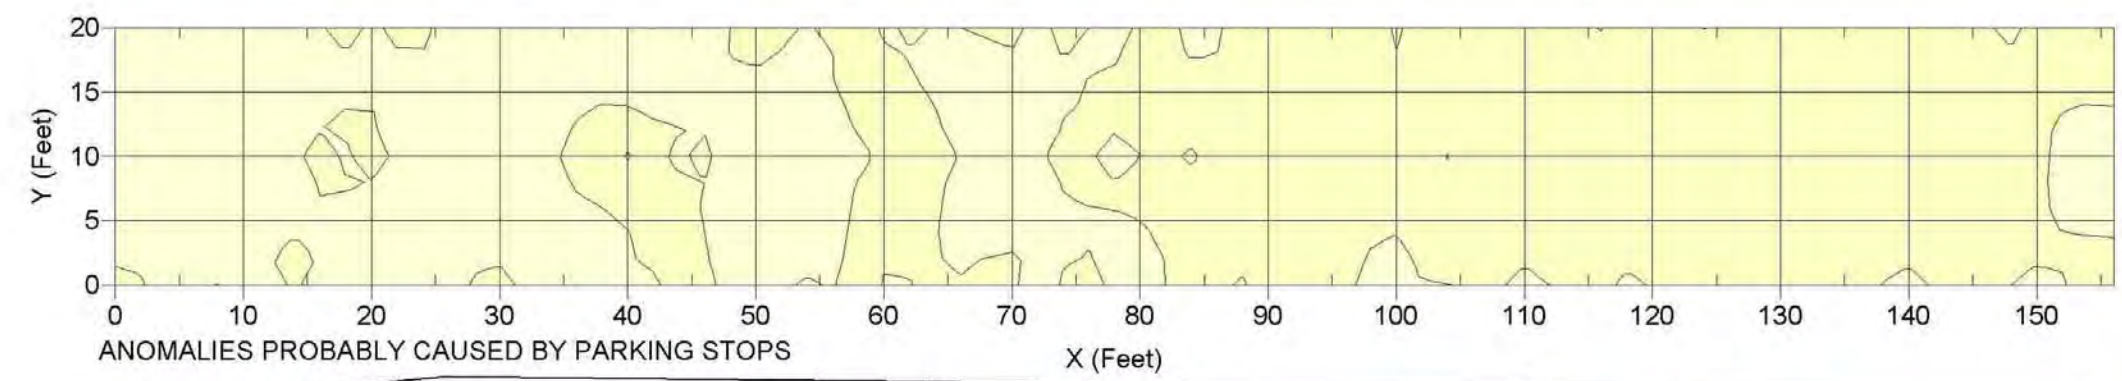 20
15
10
5
0
Y (Feet)
0 10 20 30 40 50 60 70 80 90 100 110 120 130 140 150
X (Feet)
ANOMALIES PROBABLY CAUSED BY PARKING STOPS